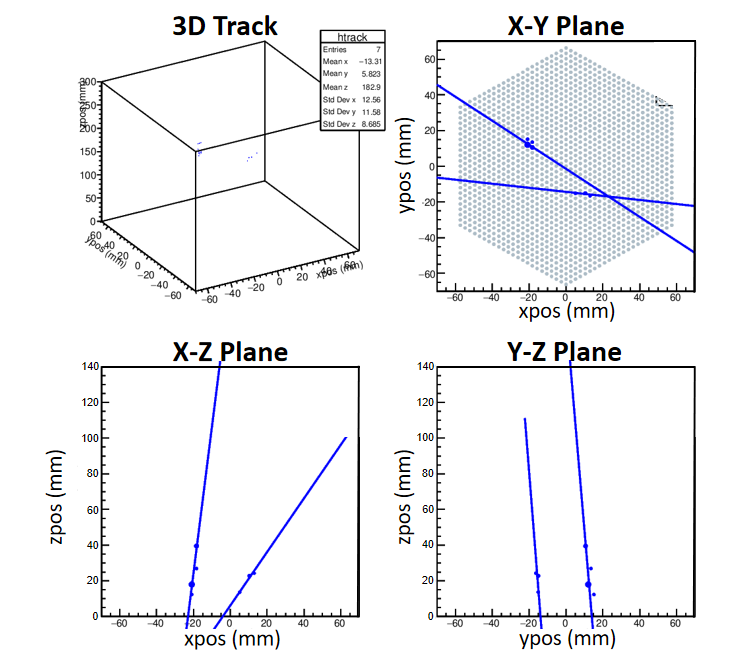 3D Track
htrack
Entries 7
Mean x −13.31
Mean y 5.823
Mean z 182.9
Std Dev x 12.56
Std Dev y 11.58
Std Dev z 8.685
300
250
200
150
100
50
0
60
40
20
0
−20
−40
−60
ypos (mm)
−60
−40
−20
0
20
40
60
xpos (mm)
X-Y Plane
ypos (mm)
60
40
20
0
−20
−40
−60
−60 −40 −20 0 20 40 60
xpos (mm)
X-Z Plane
zpos (mm)
140
120
100
80
60
40
20
0
−60 −40 −20 0 20 40 60
xpos (mm)
Y-Z Plane
zpos (mm)
140
120
100
80
60
40
20
0
−60 −40 −20 0 20 40 60
ypos (mm)